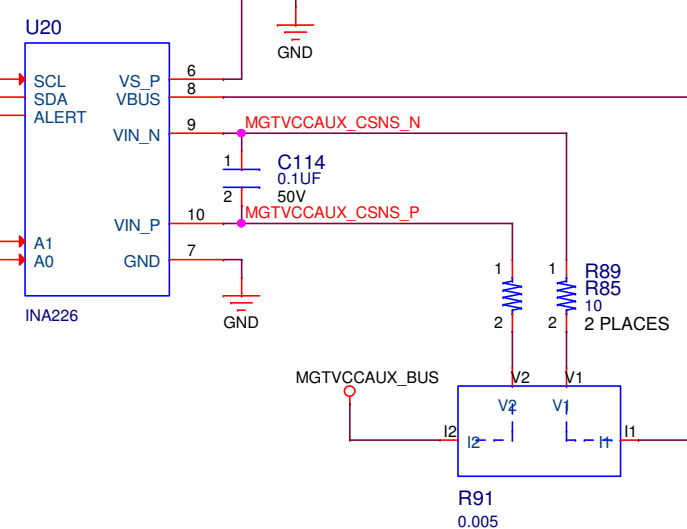 U20
GND
SCL
SDA
ALERT
A1
A0
VS_P
VBUS
VIN_N
VIN_P
GND
6
8
9
10
7
INA226
MGTVCCAUX_CSNS_N
1
C114
0.1UF
2
50V
MGTVCCAUX_CSNS_P
GND
1
1
R89
R85
10
2
2
2 PLACES
MGTVCCAUX_BUS
V2
V1
V2
V1
I2
I2
I1
I1
R91
0.005